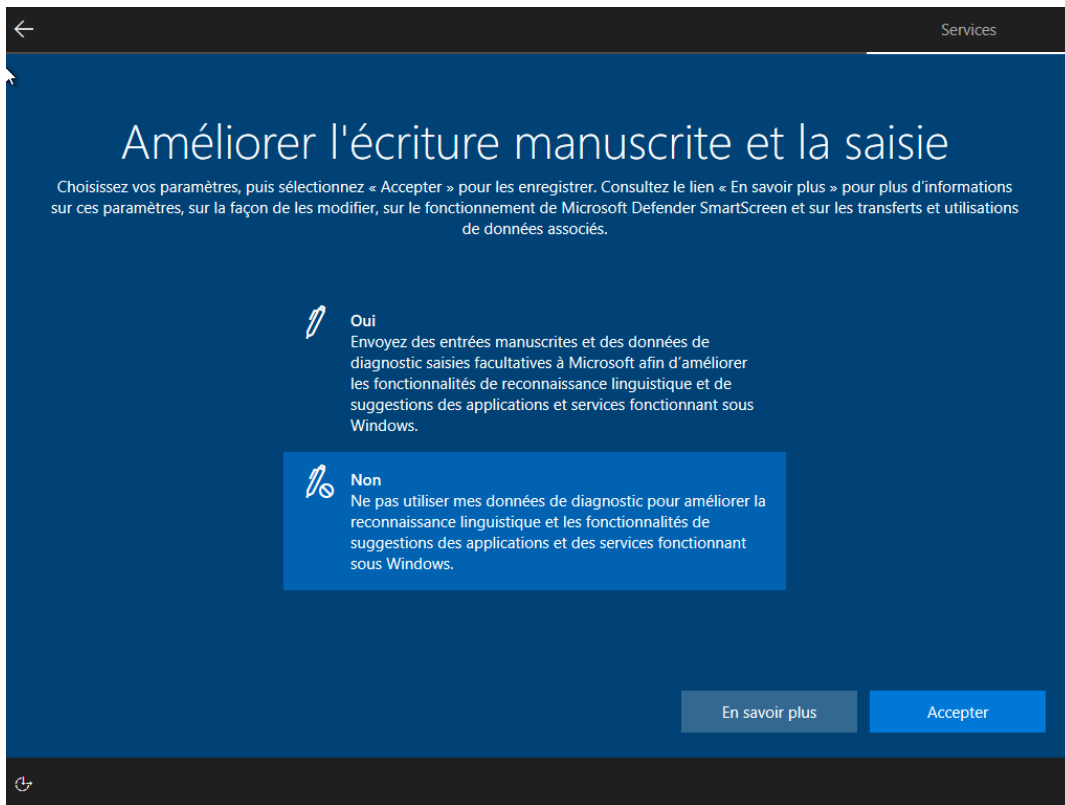 Services
Améliorer l'écriture manuscrite et la saisie
Choisissez vos paramètres, puis sélectionnez « Accepter » pour les enregistrer. Consultez le lien « En savoir plus » pour plus d’informations
sur ces paramètres, sur la façon de les modifier, sur le fonctionnement de Microsoft Defender SmartScreen et sur les transferts et utilisations
de données associés.
Oui
Envoyez des entrées manuscrites et des données de
diagnostic saisies facultatives à Microsoft afin d’améliorer
les fonctionnalités de reconnaissance linguistique et de
suggestions des applications et services fonctionnant sous
Windows.
Non
Ne pas utiliser mes données de diagnostic pour améliorer la
reconnaissance linguistique et les fonctionnalités de
suggestions des applications et des services fonctionnant
sous Windows.
En savoir plus
Accepter